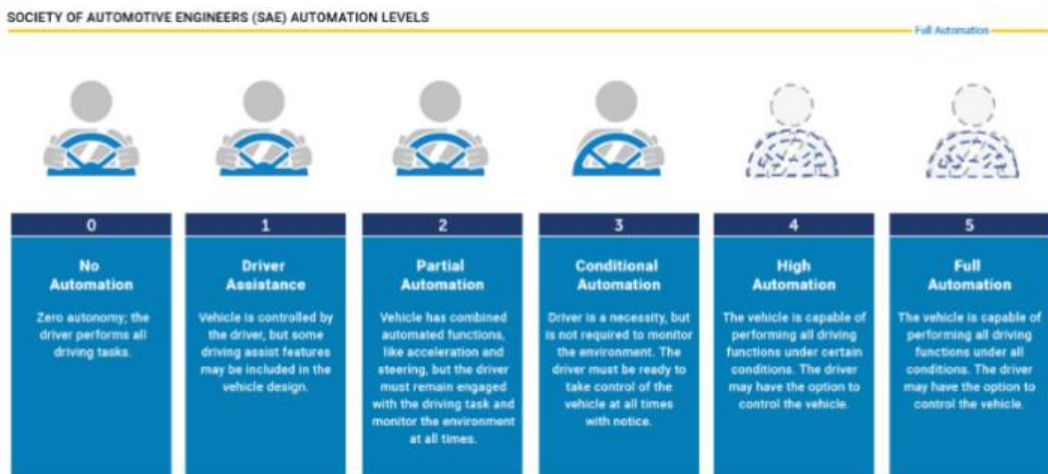 SOCIETY OF AUTOMOTIVE ENGINEERS (SAE) AUTOMATION LEVELS
Full Automation
0
No
Automation
Zero autonomy; the
driver performs all
driving tasks.
1
Driver
Assistance
Vehicle is controlled by
the driver, but some
driving assist features
may be included in the
vehicle design.
2
Partial
Automation
Vehicle has combined
automated functions,
like acceleration and
steering, but the driver
must remain engaged
with the driving task and
monitor the environment
at all times.
3
Conditional
Automation
Driver is a necessity, but
is not required to monitor
the environment. The
driver must be ready to
take control of the
vehicle at all times
with notice.
4
High
Automation
The vehicle is capable of
performing all driving
functions under certain
conditions. The driver
may have the option to
control the vehicle.
5
Full
Automation
The vehicle is capable of
performing all driving
functions under all
conditions. The driver
may have the option to
control the vehicle.